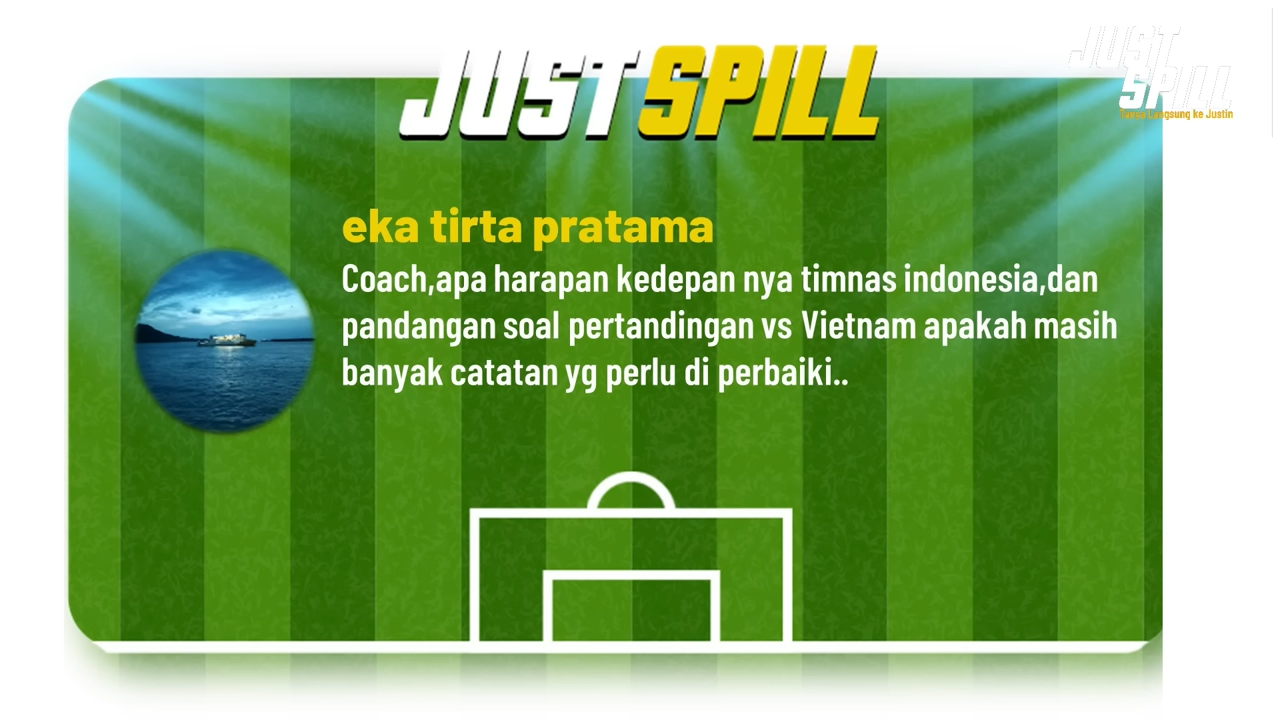 JUST SPILL
JUST
SPILL
Tanya Langsung ke Justin
eka tirta pratama
Coach,apa harapan kedepan nya timnas indonesia,dan
pandangan soal pertandingan vs Vietnam apakah masih
banyak catatan yg perlu di perbaiki..